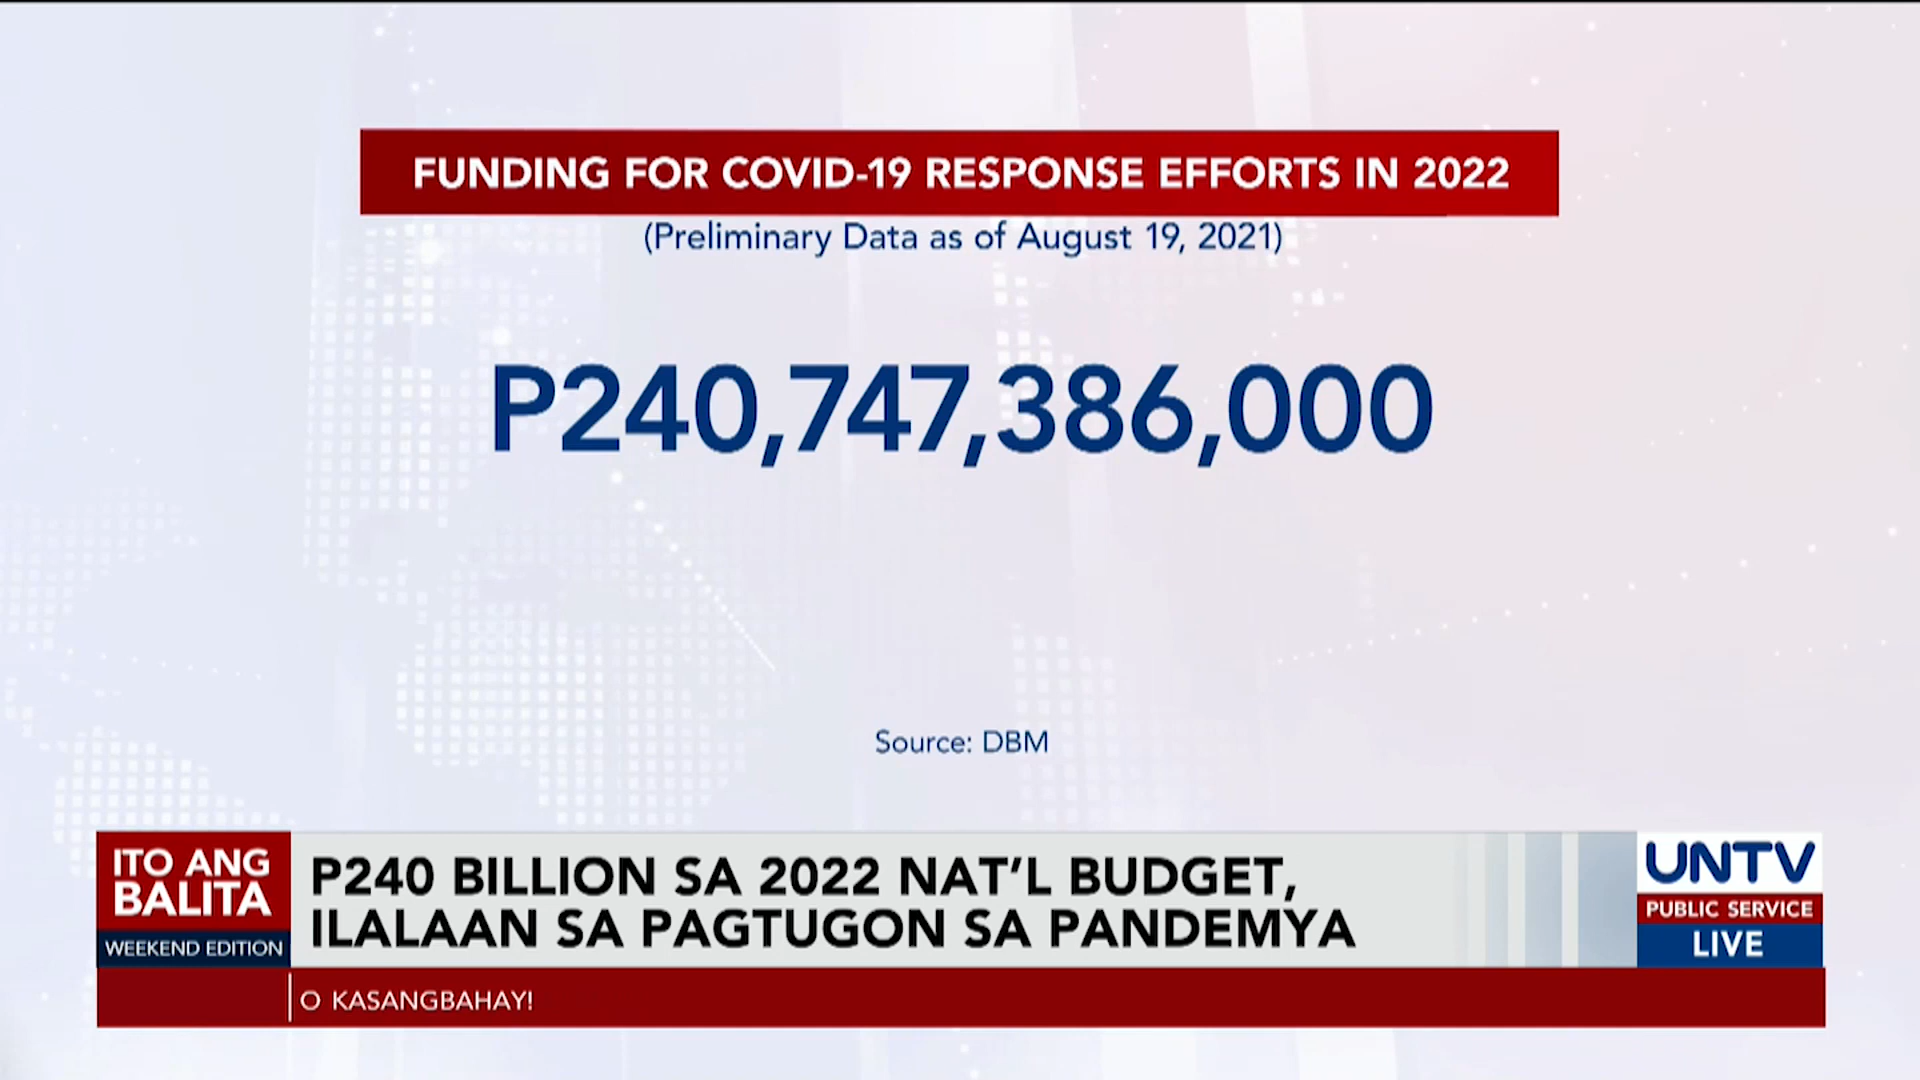 FUNDING FOR COVID-19 RESPONSE EFFORTS IN 2022
(Preliminary Data as of August 19, 2021)
P240,747,386,000
Source: DBM
ITO ANG
BALITA
WEEKEND EDITION
P240 BILLION SA 2022 NAT'L BUDGET,
ILALAAN SA PAGTUGON SA PANDEMYA
UNTV
PUBLIC SERVICE
LIVE
O KASANGBAHAY!